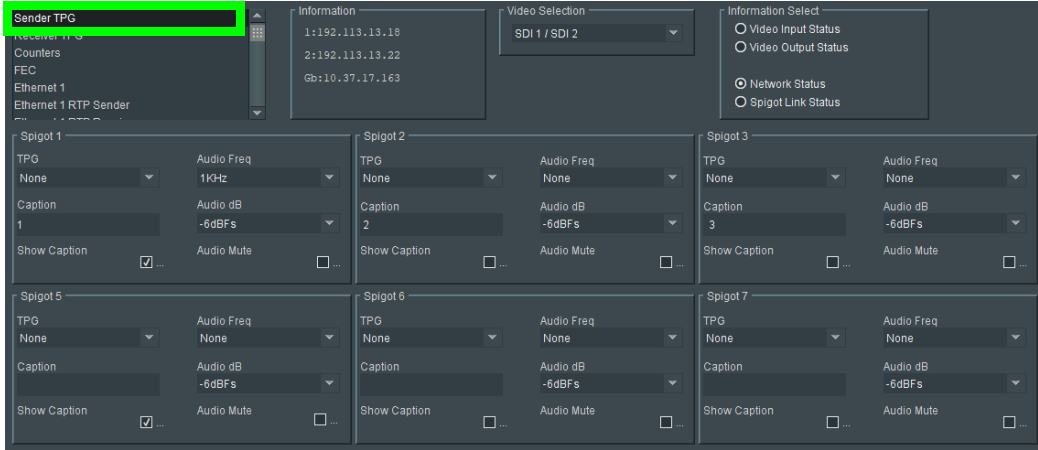 Sender TPG
Receiver TPG
Counters
FEC
Ethernet 1
Ethernet 1 RTP Sender
Information
1:192.113.13.18
2:192.113.13.22
Gb:10.37.17.163
Video Selection
SDI 1 / SDI 2
Information Select
Video Input Status
Video Output Status
Network Status
Spigot Link Status
Spigot 1
TPG Audio Freq
None 1KHz
Caption Audio dB
1 -6dBFs
Show Caption ... Audio Mute ...
Spigot 2
TPG Audio Freq
None None
Caption Audio dB
2 -6dBFs
Show Caption ... Audio Mute ...
Spigot 3
TPG Audio Freq
None None
Caption Audio dB
3 -6dBFs
Show Caption ... Audio Mute ...
Spigot 5
TPG Audio Freq
None None
Caption Audio dB
-6dBFs
Show Caption ... Audio Mute ...
Spigot 6
TPG Audio Freq
None None
Caption Audio dB
-6dBFs
Show Caption ... Audio Mute ...
Spigot 7
TPG Audio Freq
None None
Caption Audio dB
-6dBFs
Show Caption ... Audio Mute ...